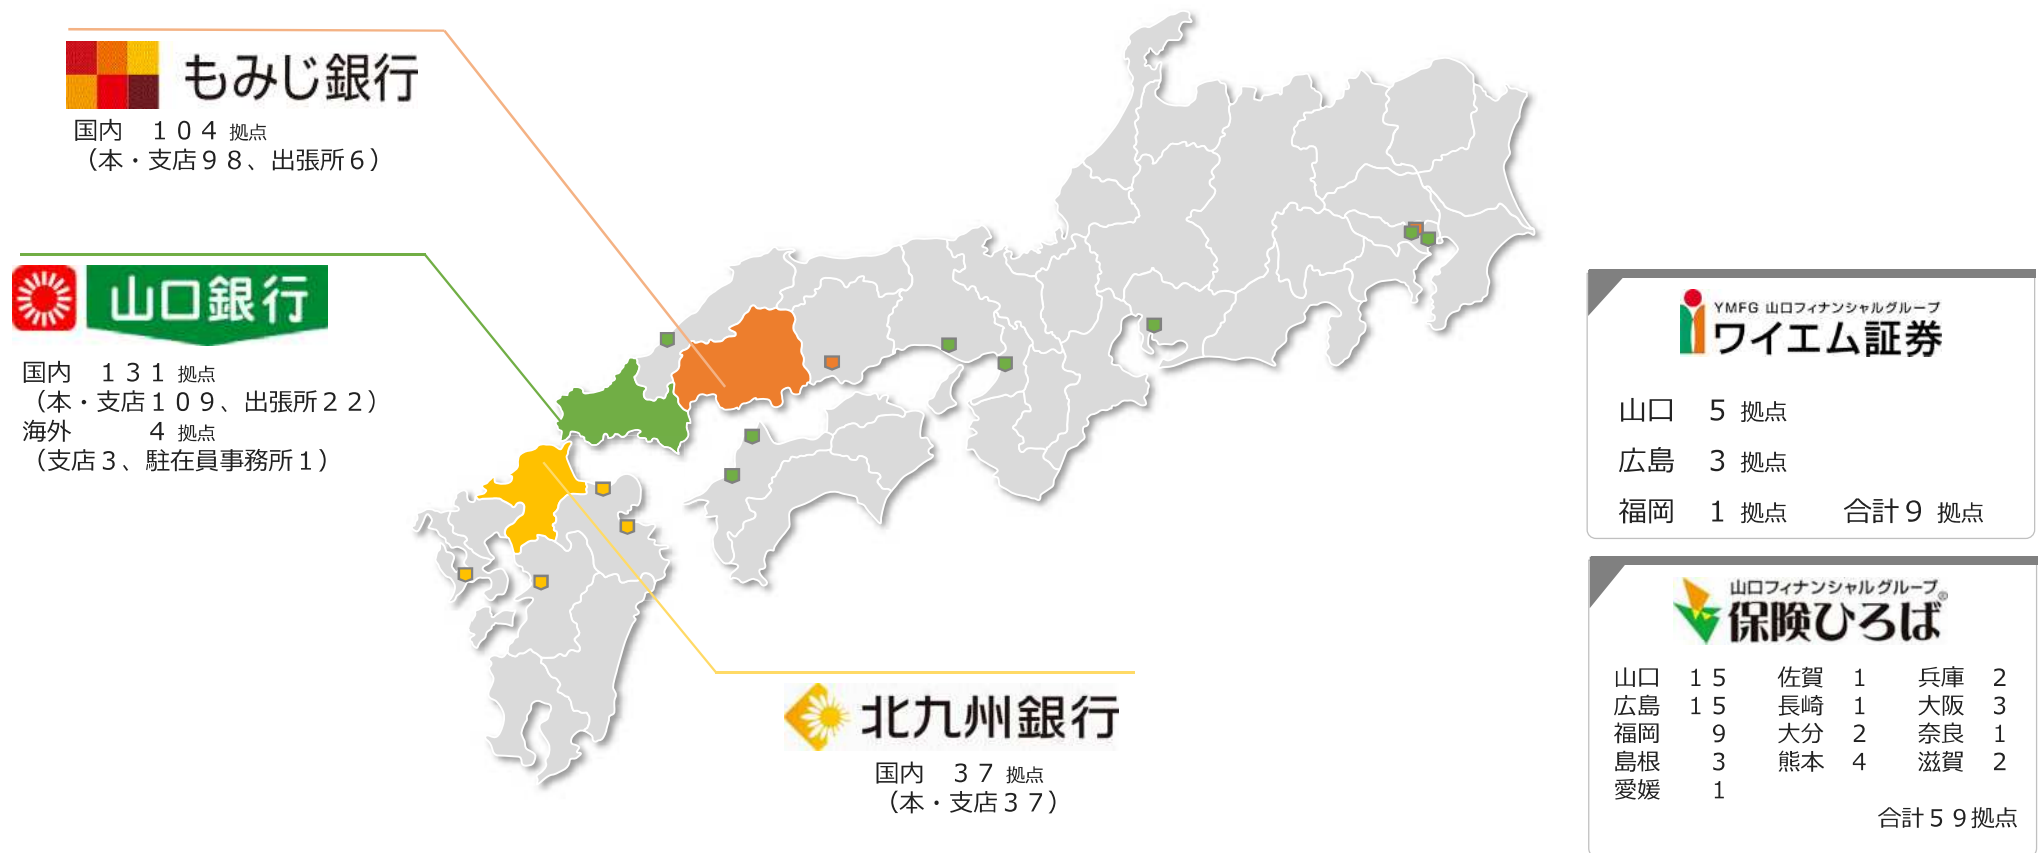 もみじ銀行
国内　１０４ 拠点
（本・支店９８、出張所６）
山口銀行
国内　１３１ 拠点
（本・支店１０９、出張所２２）
海外　　　４ 拠点
（支店３、駐在員事務所１）
北九州銀行
国内　３７ 拠点
（本・支店３７）
YMFG 山口フィナンシャルグループ
ワイエム証券
山口　5 拠点
広島　3 拠点
福岡　1 拠点　　合計９ 拠点
山口フィナンシャルグループ
保険ひろば®
山口　１５　　佐賀　１　　兵庫　２
広島　１５　　長崎　１　　大阪　３
福岡　　９　　大分　２　　奈良　１
島根　　３　　熊本　４　　滋賀　２
愛媛　　１
合計５９拠点